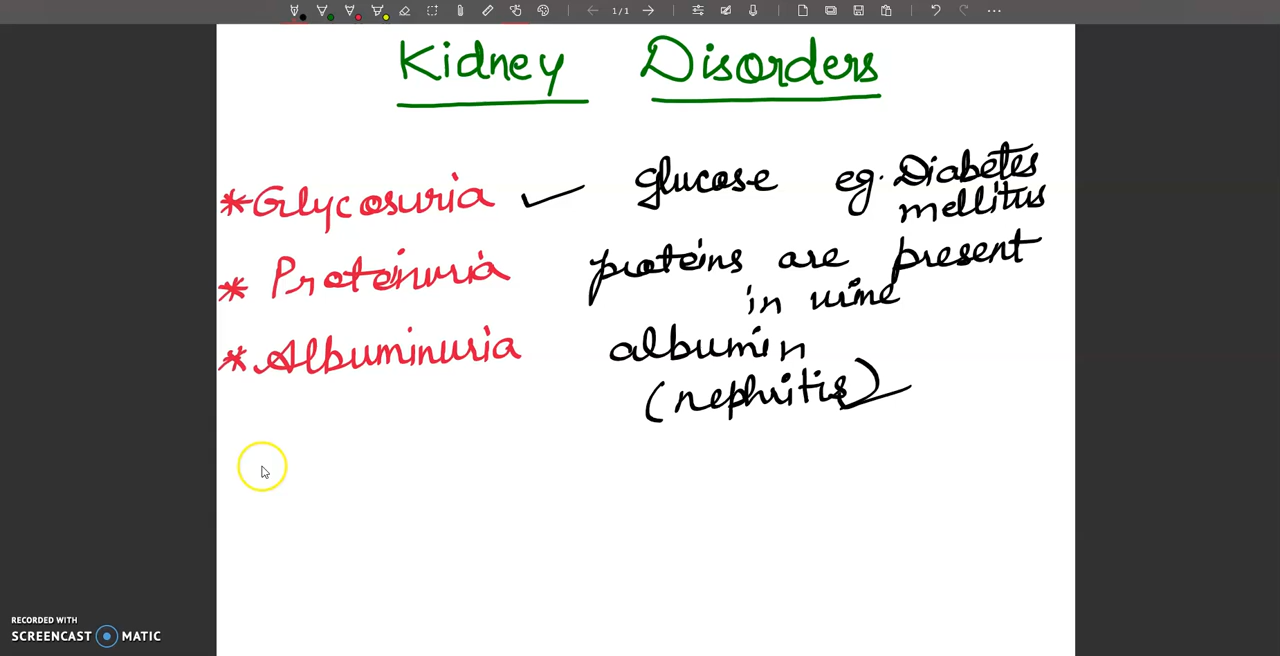 1/1
Kidney Disorders
*Glycosuria ✓ glucose eg. Diabetes
mellitus
* Proteinuria proteins are present
in urine
*Albuminuria albumin
(nephritis)
RECORDED WITH
SCREENCAST MATIC